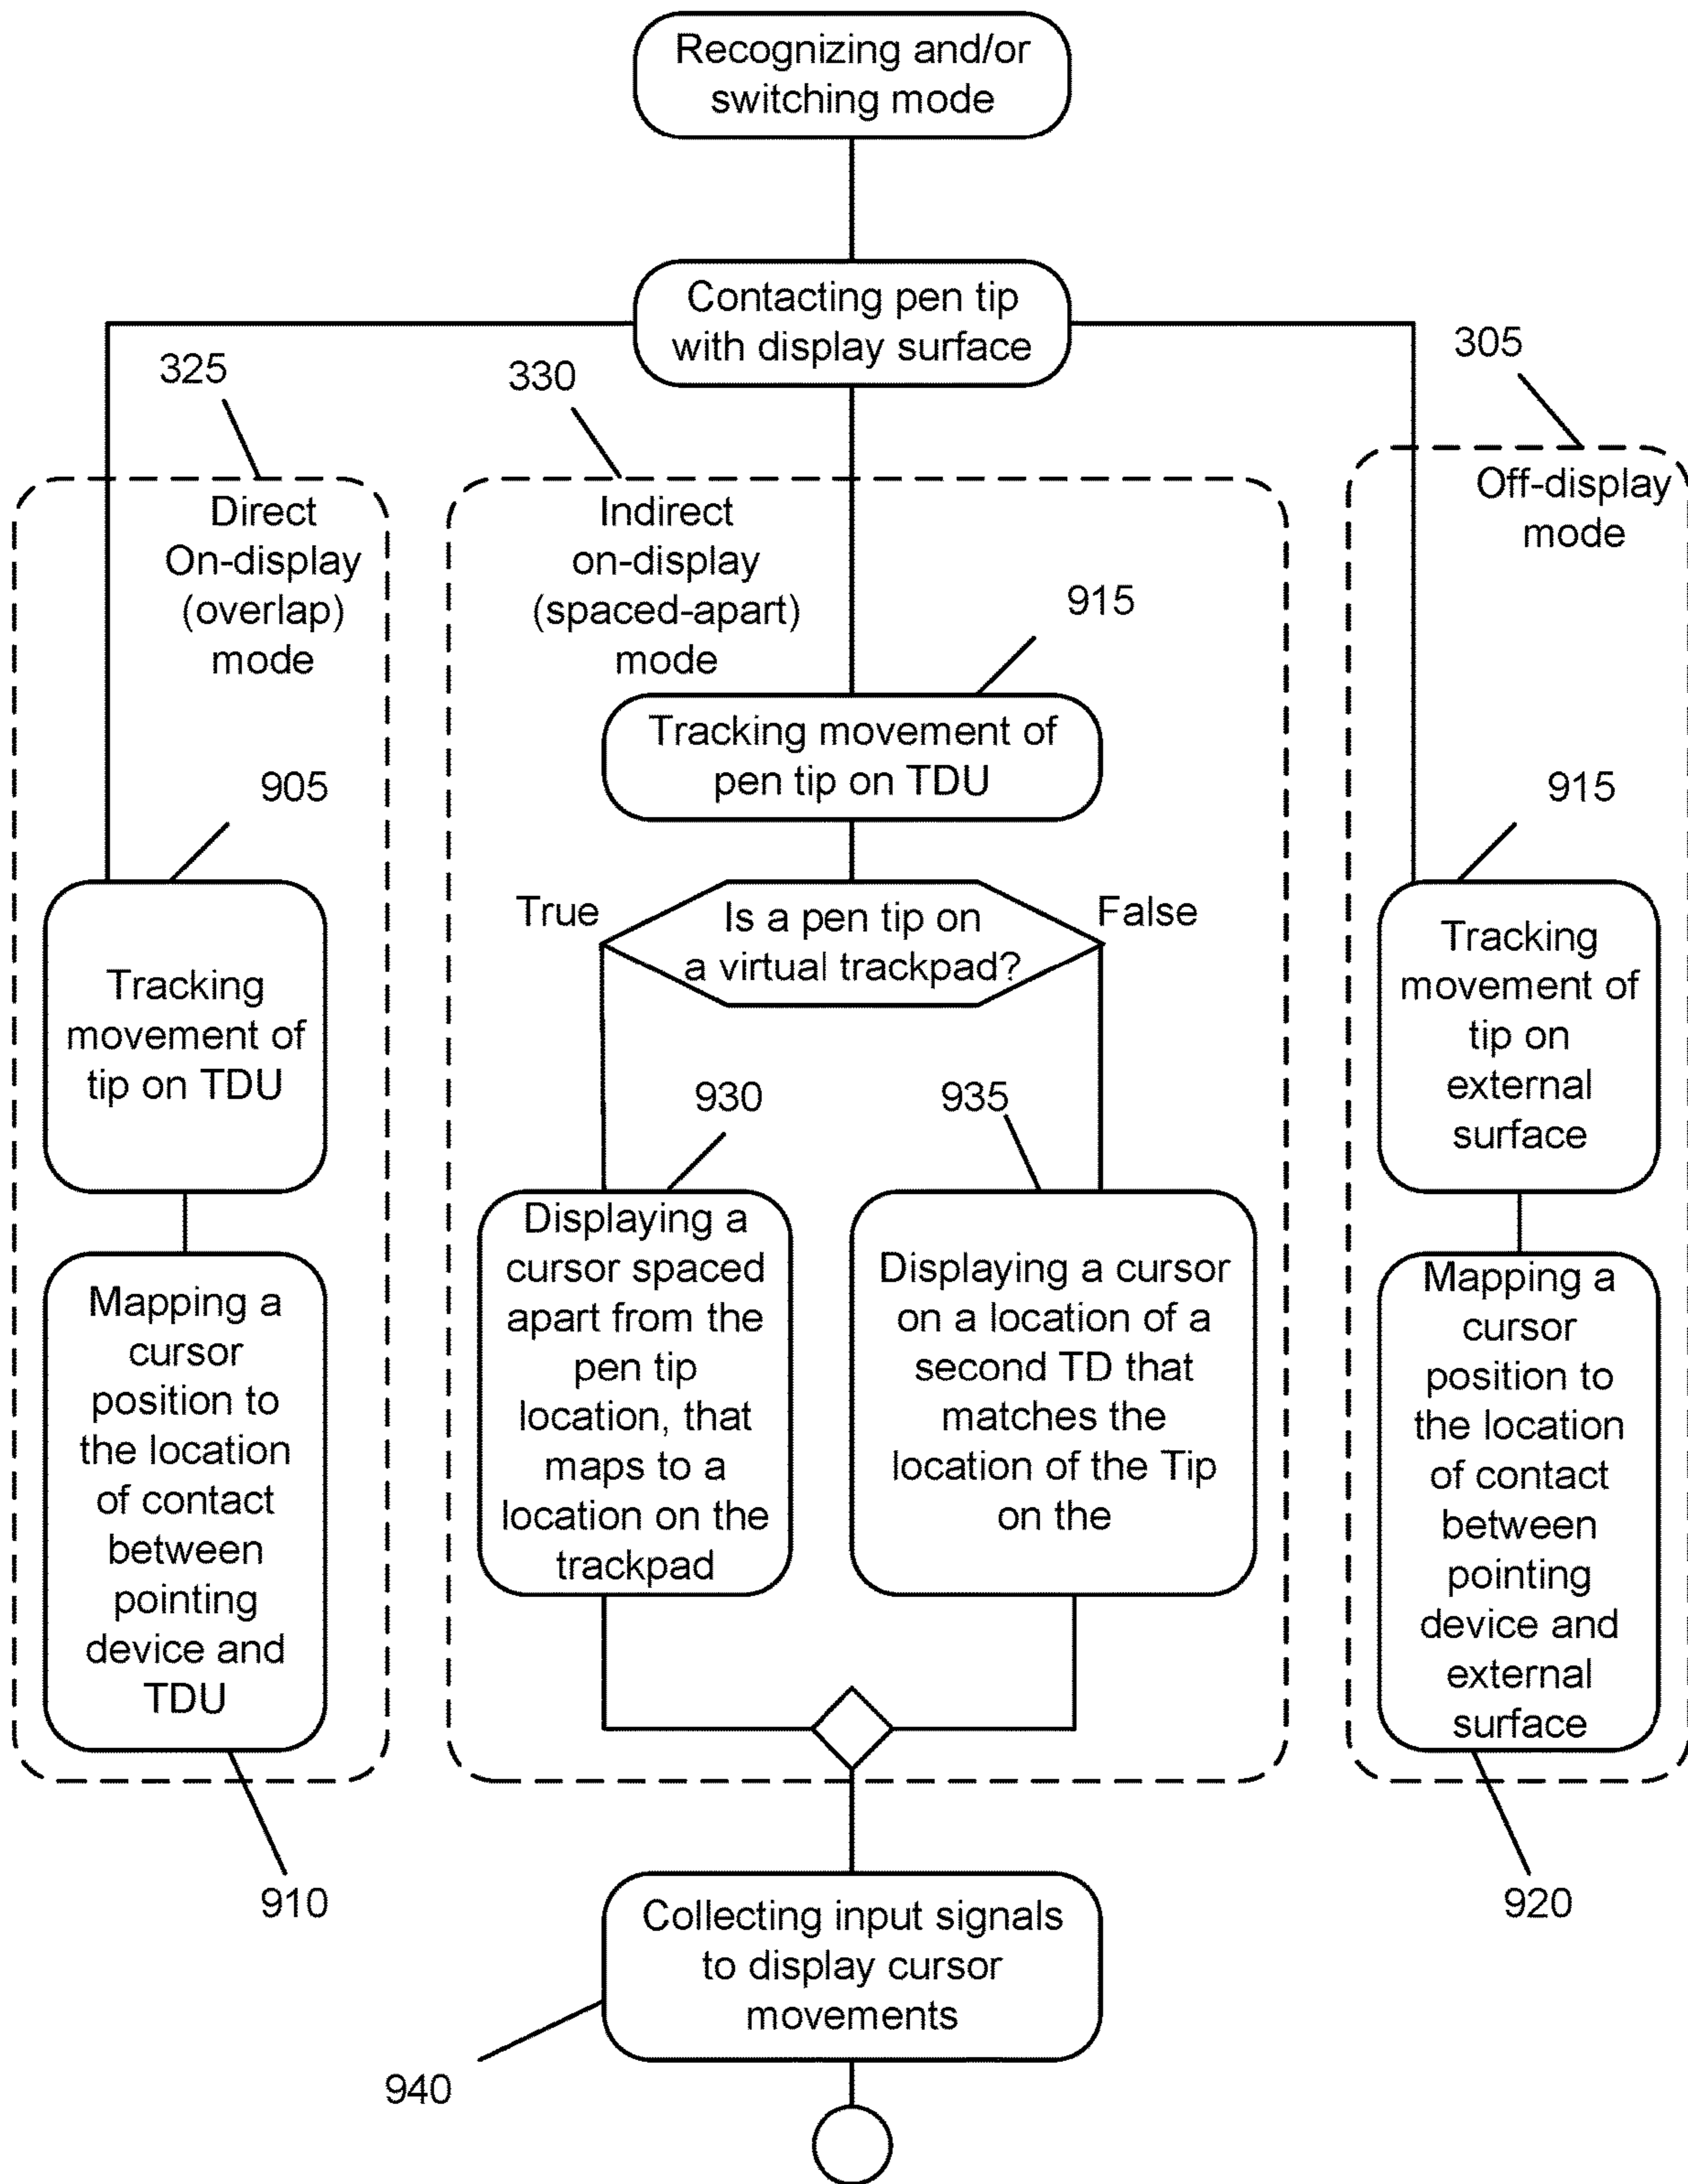 Recognizing and/or
switching mode
Contacting pen tip
with display surface
325
330
305
Direct
On-display
(overlap)
mode
Indirect
on-display
(spaced-apart)
mode
Off-display
mode
915
Tracking movement of
pen tip on TDU
905
915
True
Is a pen tip on
a virtual trackpad?
False
Tracking
movement of
tip on TDU
Tracking
movement of
tip on
external
surface
930
935
Displaying a
cursor spaced
apart from the
pen tip
location, that
maps to a
location on the
trackpad
Displaying a cursor
on a location of a
second TD that
matches the
location of the Tip
on the
Mapping a
cursor
position to
the location
of contact
between
pointing
device and
TDU
Mapping a
cursor
position to
the location
of contact
between
pointing
device and
external
surface
910
920
Collecting input signals
to display cursor
movements
940